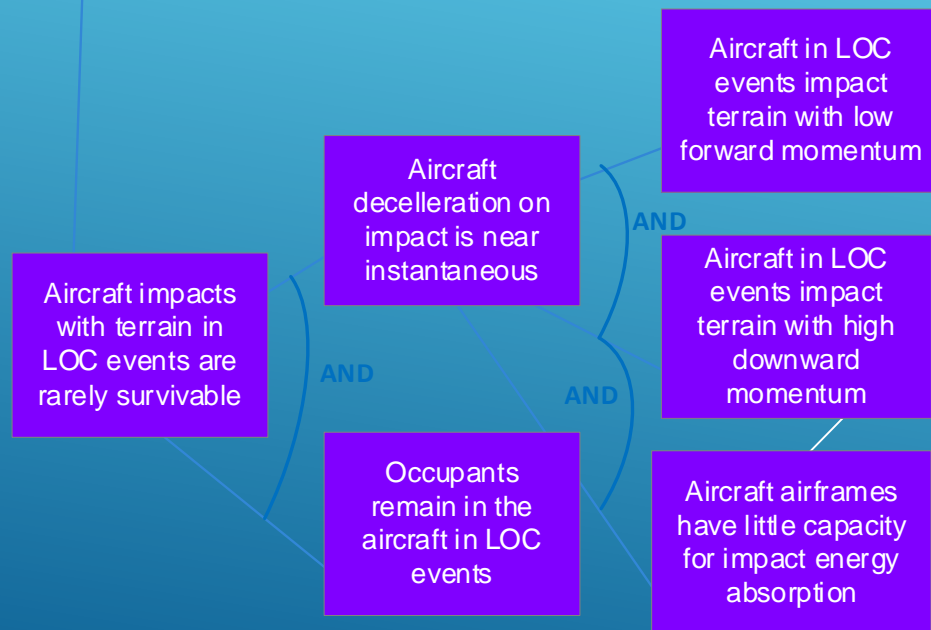 Aircraft impacts
with terrain in
LOC events are
rarely survivable
AND
Aircraft
decelleration on
impact is near
instantaneous
Occupants
remain in the
aircraft in LOC
events
AND
AND
Aircraft in LOC
events impact
terrain with low
forward momentum
Aircraft in LOC
events impact
terrain with high
downward
momentum
Aircraft airframes
have little capacity
for impact energy
absorption